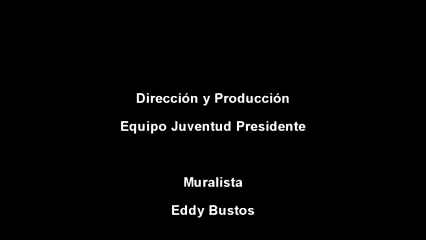 Dirección y Producción
Equipo Juventud Presidente
Muralista
Eddy Bustos